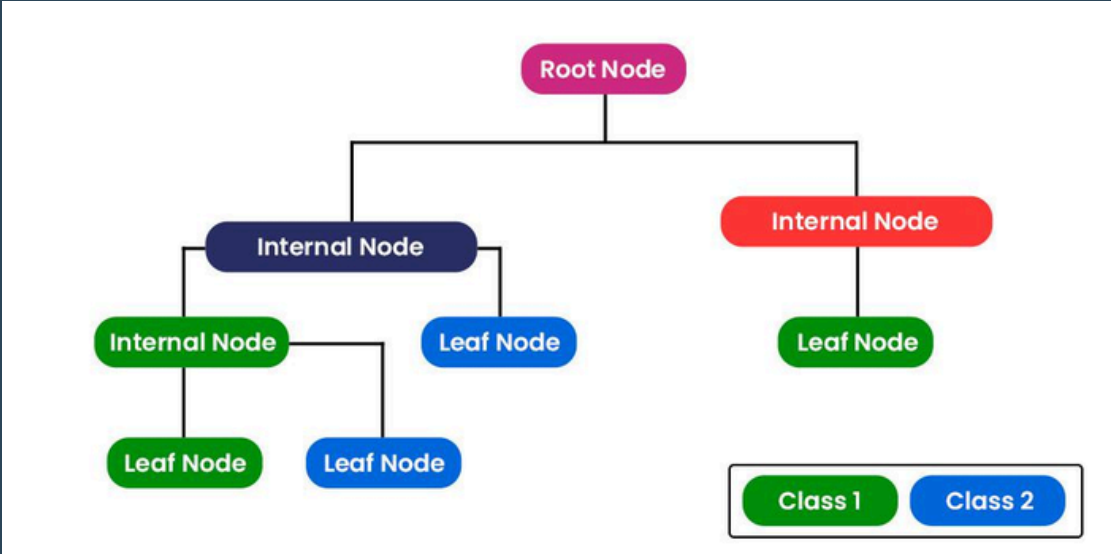 Root Node
Internal Node
Internal Node
Internal Node
Leaf Node
Leaf Node
Leaf Node
Leaf Node
Class 1
Class 2